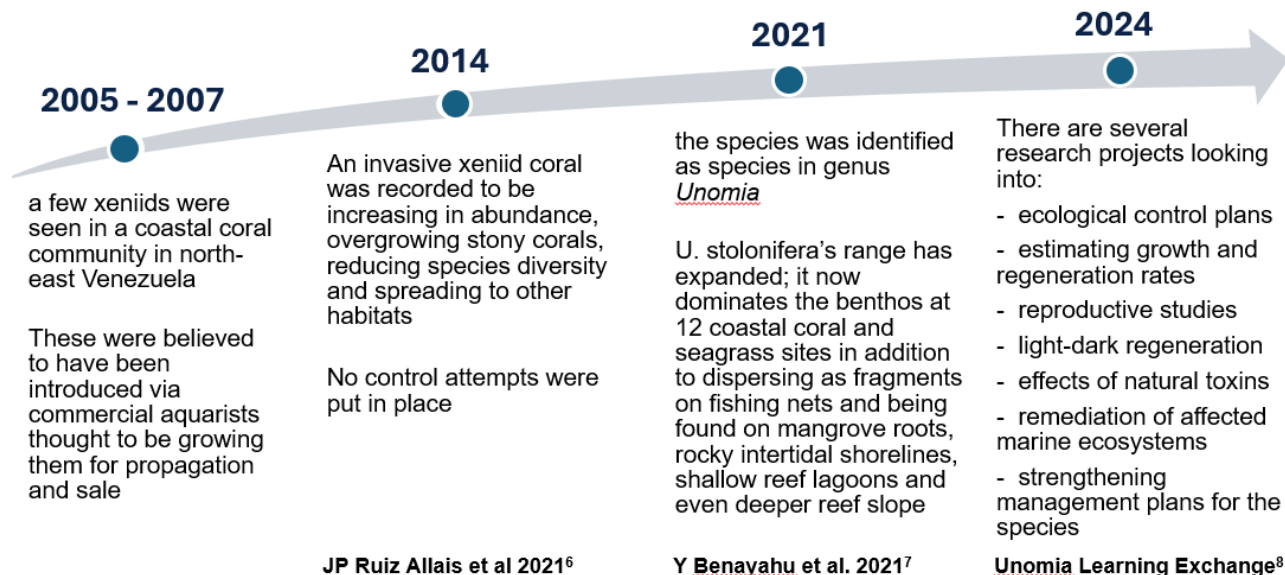 2005 - 2007
a few xeniids were
seen in a coastal coral
community in north-
east Venezuela
These were believed
to have been
introduced via
commercial aquarists
thought to be growing
them for propagation
and sale
2014
An invasive xeniid coral
was recorded to be
increasing in abundance,
overgrowing stony corals,
reducing species diversity
and spreading to other
habitats
No control attempts were
put in place
JP Ruiz Allais et al 2021⁶
2021
the species was identified
as species in genus
Unomia
U. stolonifera’s range has
expanded; it now
dominates the benthos at
12 coastal coral and
seagrass sites in addition
to dispersing as fragments
on fishing nets and being
found on mangrove roots,
rocky intertidal shorelines,
shallow reef lagoons and
even deeper reef slope
Y Benayahu et al. 2021⁷
2024
There are several
research projects looking
into:
- ecological control plans
- estimating growth and
regeneration rates
- reproductive studies
- light-dark regeneration
- effects of natural toxins
- remediation of affected
marine ecosystems
- strengthening
management plans for the
species
Unomia Learning Exchange⁸